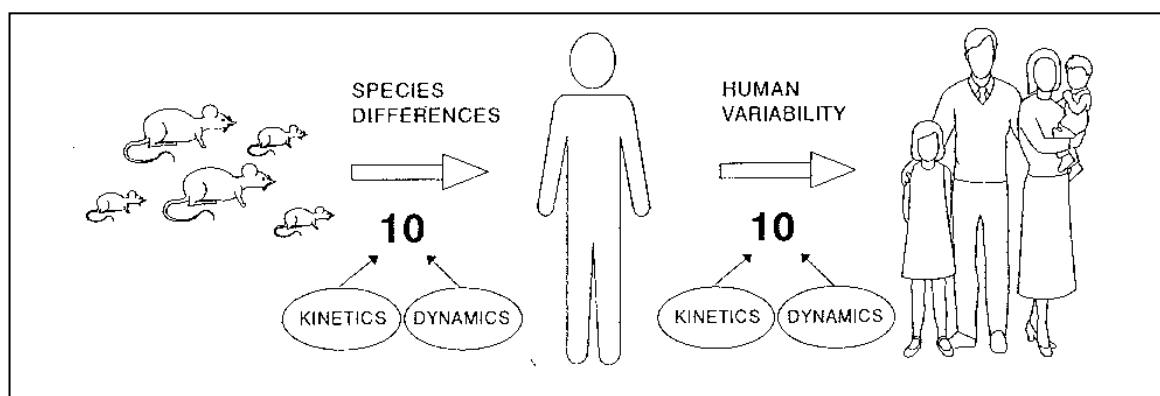 SPECIES
DIFFERENCES
10
KINETICS
DYNAMICS
HUMAN
VARIABILITY
10
KINETICS
DYNAMICS